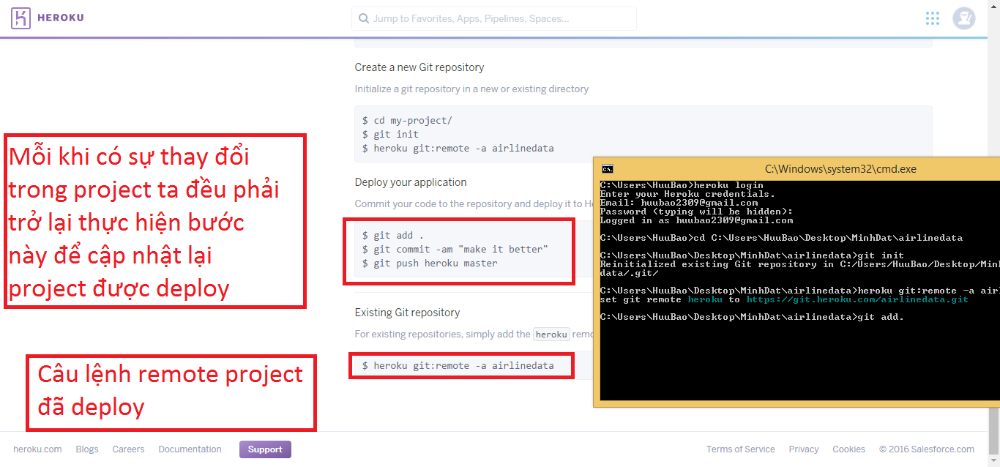 HEROKU
Jump to Favorites, Apps, Pipelines, Spaces...
Create a new Git repository
Initialize a git repository in a new or existing directory
$ cd my-project/
$ git init
$ heroku git:remote -a airlinedata
Mỗi khi có sự thay đổi
trong project ta đều phải
trở lại thực hiện bước
này để cập nhật lại
project được deploy
Deploy your application
Commit your code to the repository and deploy it to
$ git add .
$ git commit -am "make it better"
$ git push heroku master
Existing Git repository
For existing repositories, simply add the heroku
$ heroku git:remote -a airlinedata
Câu lệnh remote project
đã deploy
C:\Windows\system32\cmd.exe
C:\Users\HuuBao>heroku login
Enter your Heroku credentials.
Email: huubao2309@gmail.com
Password (typing will be hidden):
Logged in as huubao2309@gmail.com
C:\Users\HuuBao>cd C:\Users\HuuBao\Desktop\MinhDat\airlinedata
C:\Users\HuuBao\Desktop\MinhDat\airlinedata>git init
Reinitialized existing Git repository in C:/Users/HuuBao/Desktop/Min
data/.git/
C:\Users\HuuBao\Desktop\MinhDat\airlinedata>heroku git:remote -a air
set git remote heroku to https://git.heroku.com/airlinedata.git
C:\Users\HuuBao\Desktop\MinhDat\airlinedata>git add.
heroku.com Blogs Careers Documentation Support Terms of Service Privacy Cookies © 2016 Salesforce.com